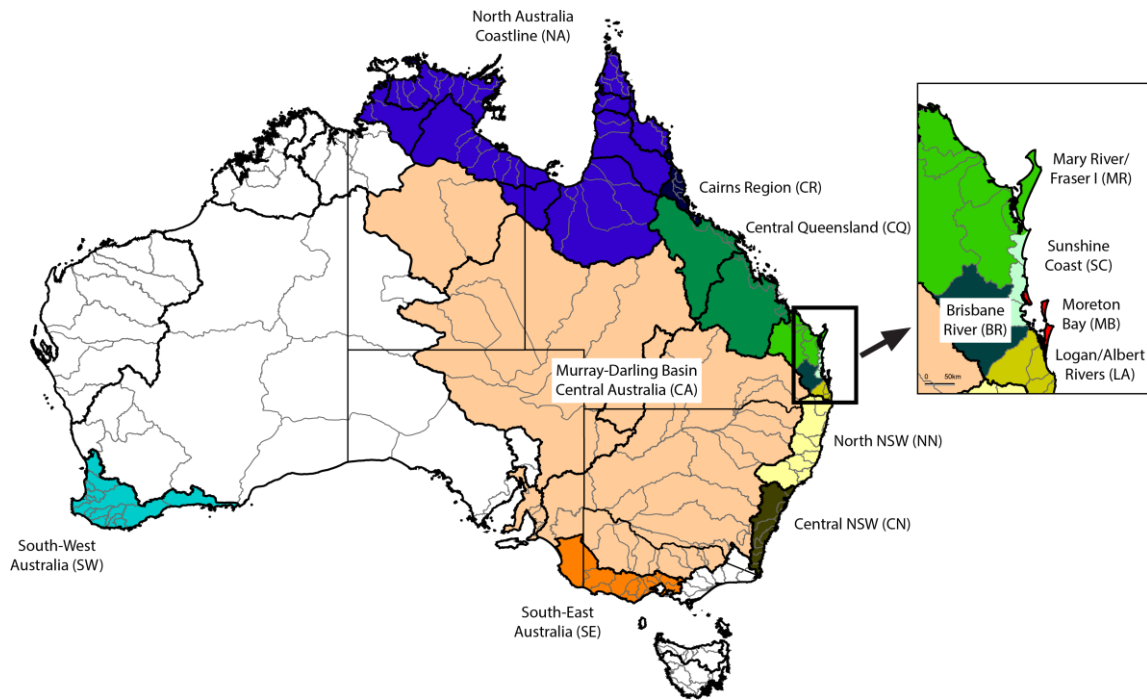 North Australia
Coastline (NA)
Cairns Region (CR)
Central Queensland (CQ)
Murray-Darling Basin
Central Australia (CA)
North NSW (NN)
Central NSW (CN)
South-West
Australia (SW)
South-East
Australia (SE)
Mary River/
Fraser I (MR)
Sunshine
Coast (SC)
Brisbane
River (BR)
Moreton
Bay (MB)
Logan/Albert
Rivers (LA)
0 50km